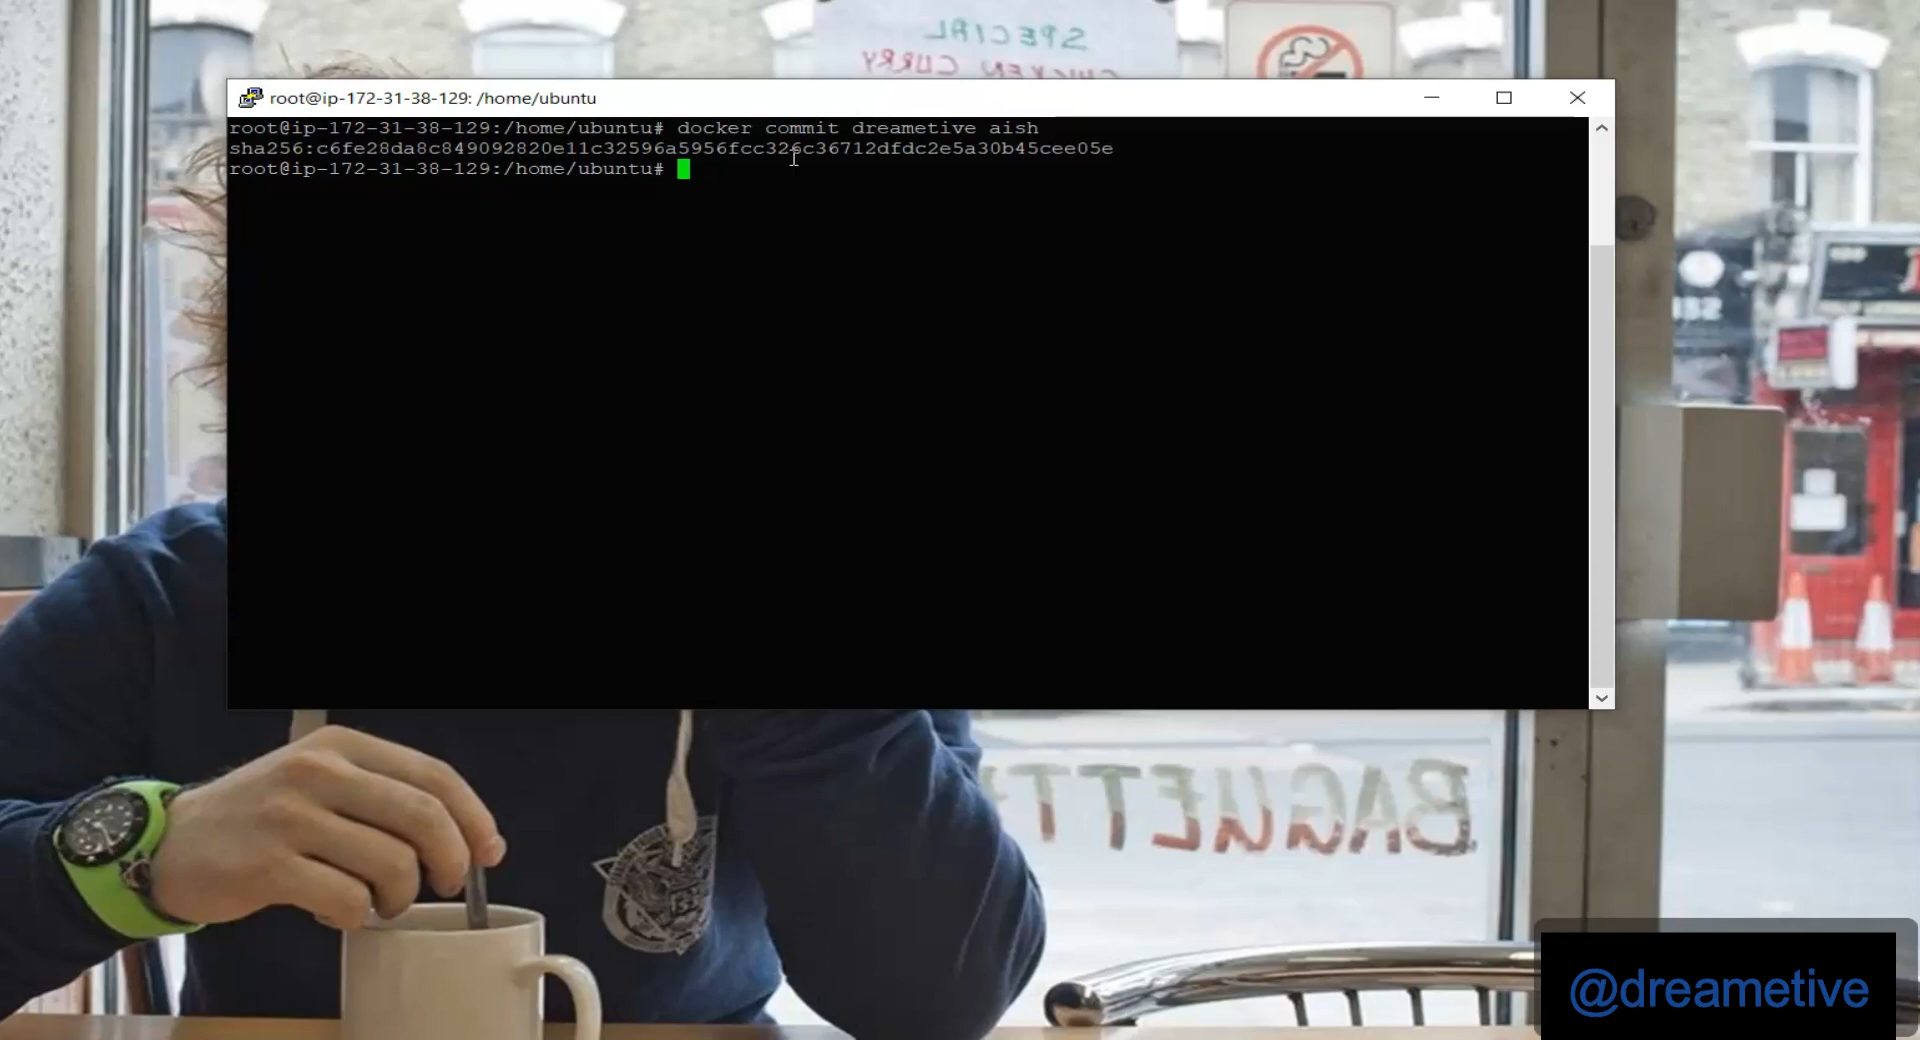 SPECIAL
CHICKEN CURRY
root@ip-172-31-38-129: /home/ubuntu
root@ip-172-31-38-129:/home/ubuntu# docker commit dreametive aish
sha256:c6fe28da8c849092820e11c32596a5956fcc326c36712dfdc2e5a30b45cee05e
root@ip-172-31-38-129:/home/ubuntu#
BAGUETT
@dreametive